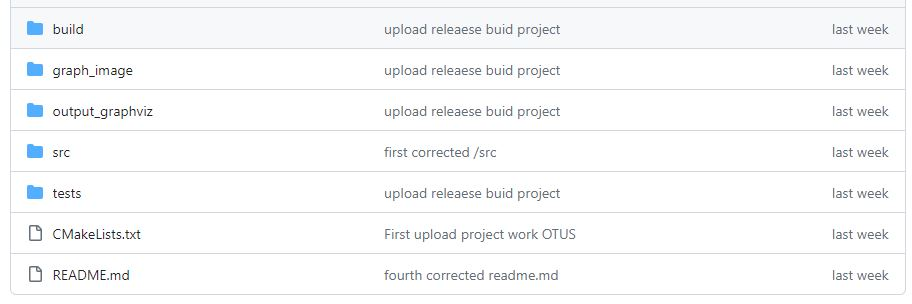 build upload releaese buid project last week
graph_image upload releaese buid project last week
output_graphviz upload releaese buid project last week
src first corrected /src last week
tests upload releaese buid project last week
CMakeLists.txt First upload project work OTUS last week
README.md fourth corrected readme.md last week